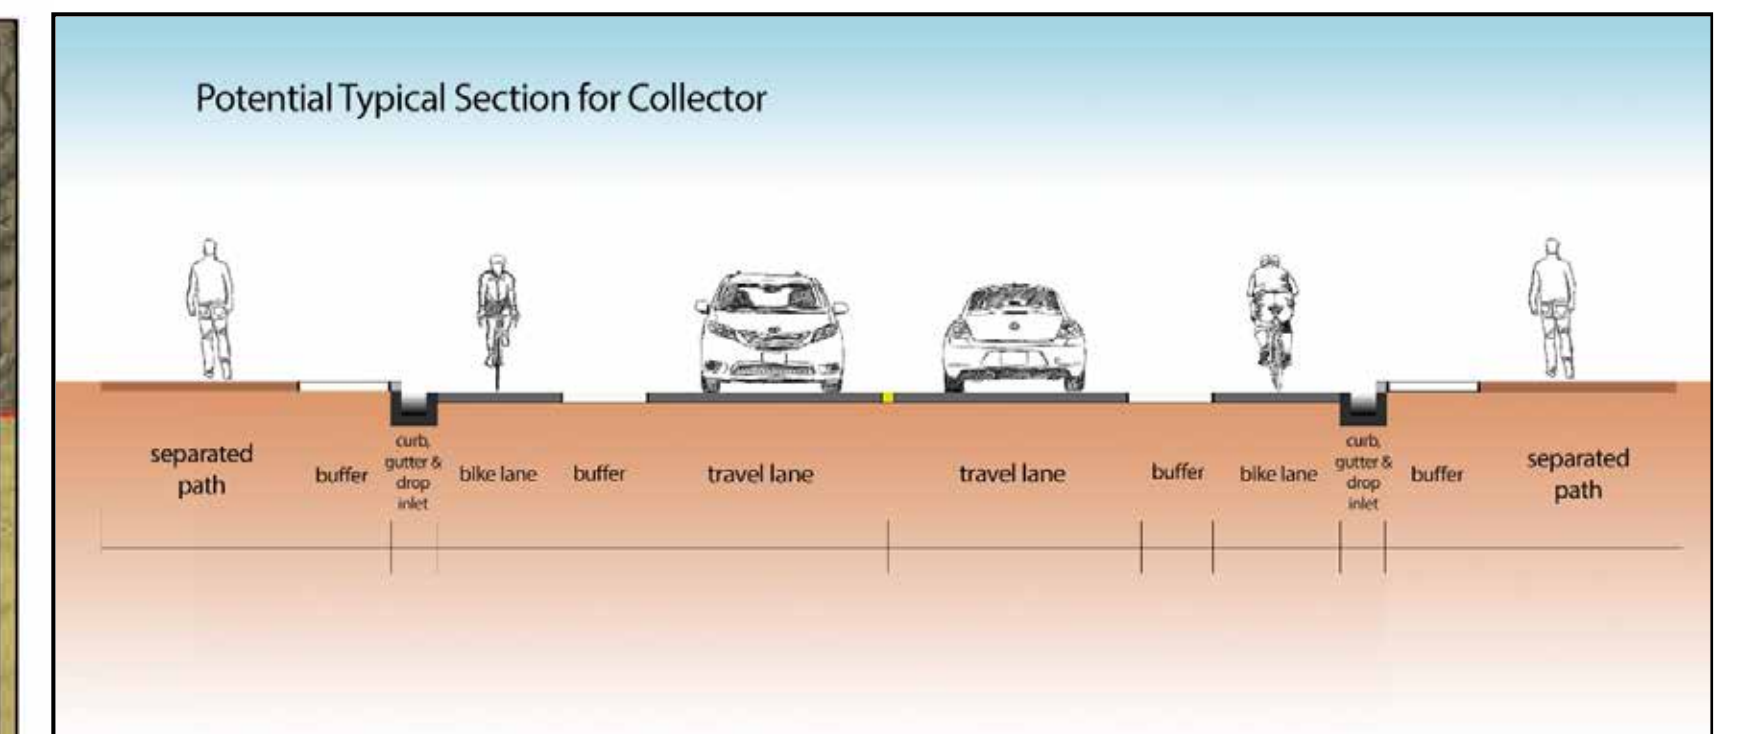 Potential Typical Section for Collector
separated
path
buffer
curb,
gutter &
drop
inlet
bike lane
buffer
travel lane
travel lane
buffer
bike lane
curb,
gutter &
drop
inlet
buffer
separated
path